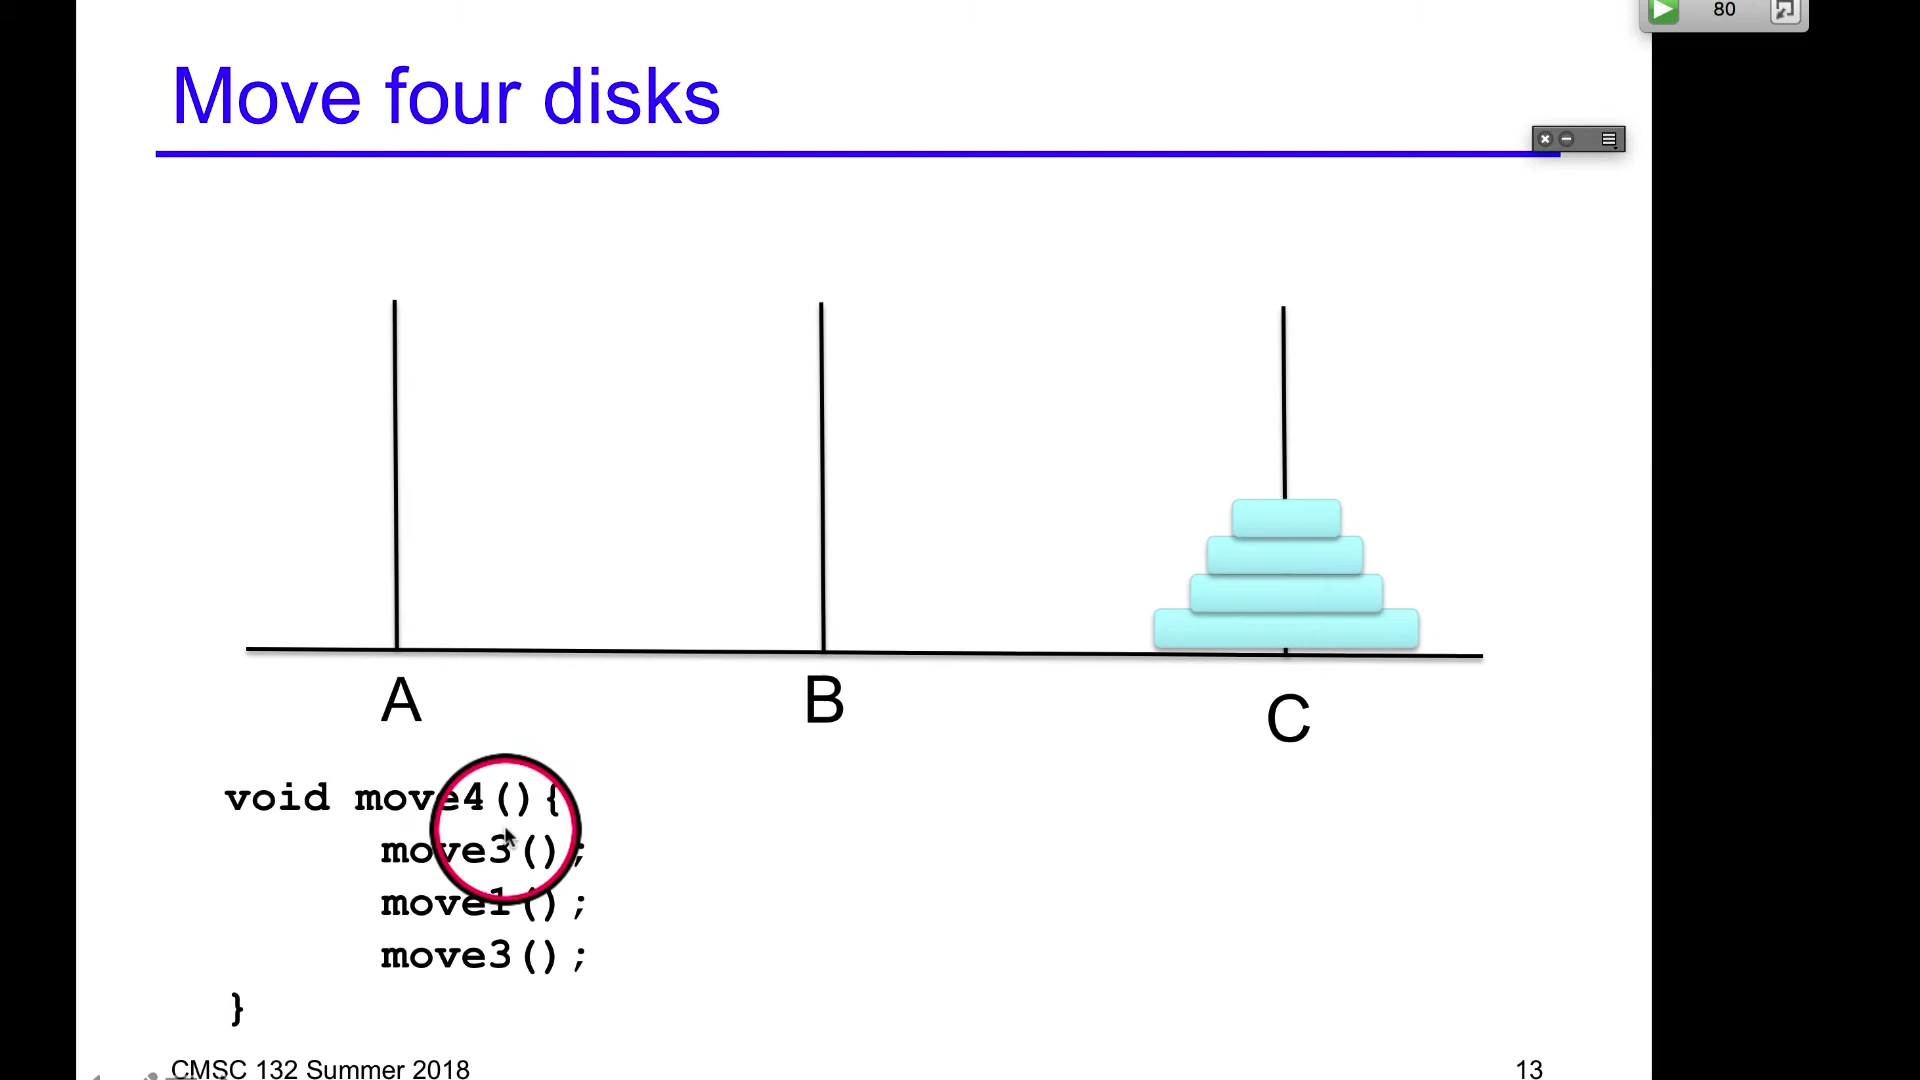 80
Move four disks
A
B
C
void move4(){
move3();
move1();
move3();
}
CMSC 132 Summer 2018
13